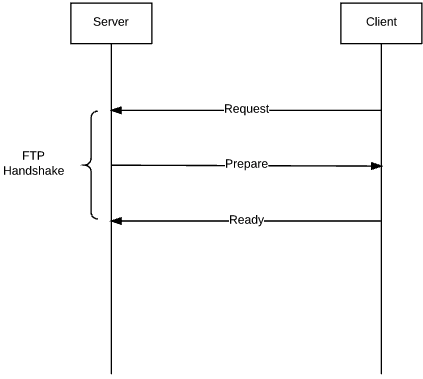 Server
Client
Request
FTP
Handshake
Prepare
Ready